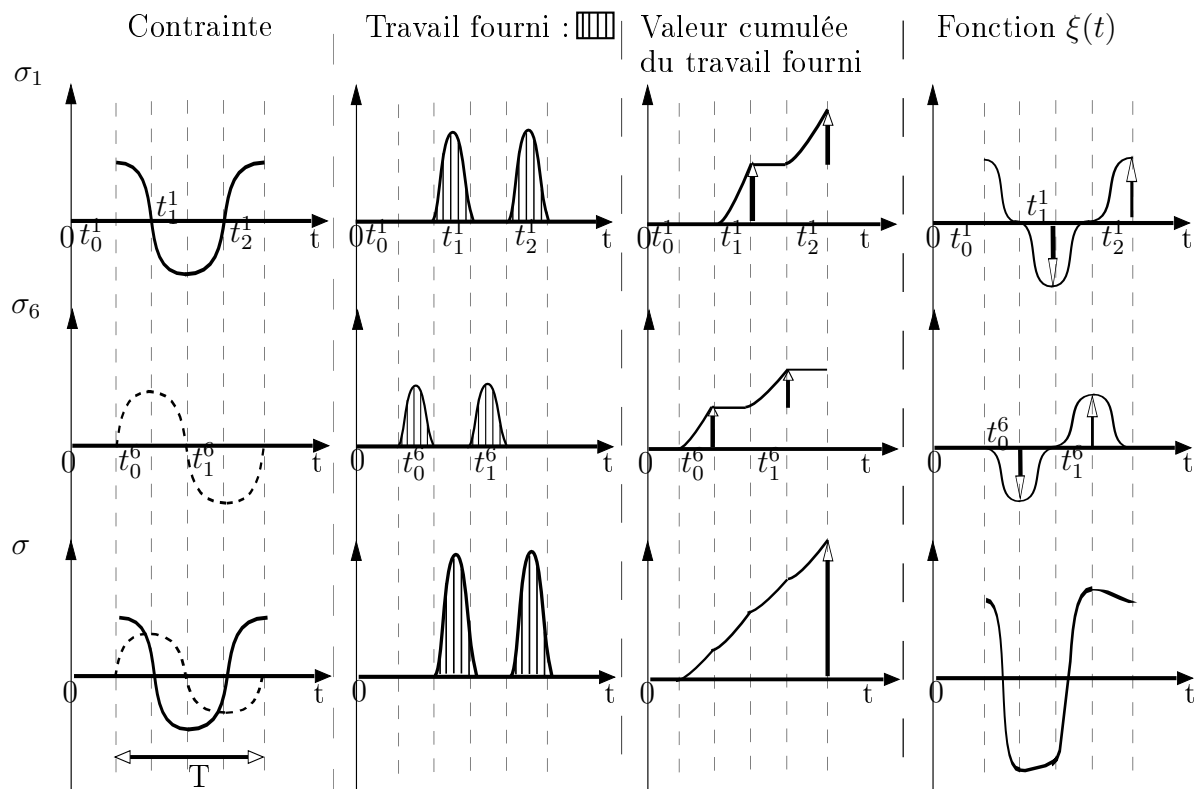 Contrainte
Travail fourni :
Valeur cumulée
du travail fourni
Fonction ξ(t)
σ₁
0 t₀¹ t₁¹ t₂¹ t
0 t₀¹ t₁¹ t₂¹ t
0 t₀¹ t₁¹ t₂¹ t
0 t₀¹ t₁¹ t₂¹ t
σ₆
0 t₀⁶ t₁⁶ t
0 t₀⁶ t₁⁶ t
0 t₀⁶ t₁⁶ t
0 t₀⁶ t₁⁶ t
σ
0 t
0 t
0 t
0 t
T